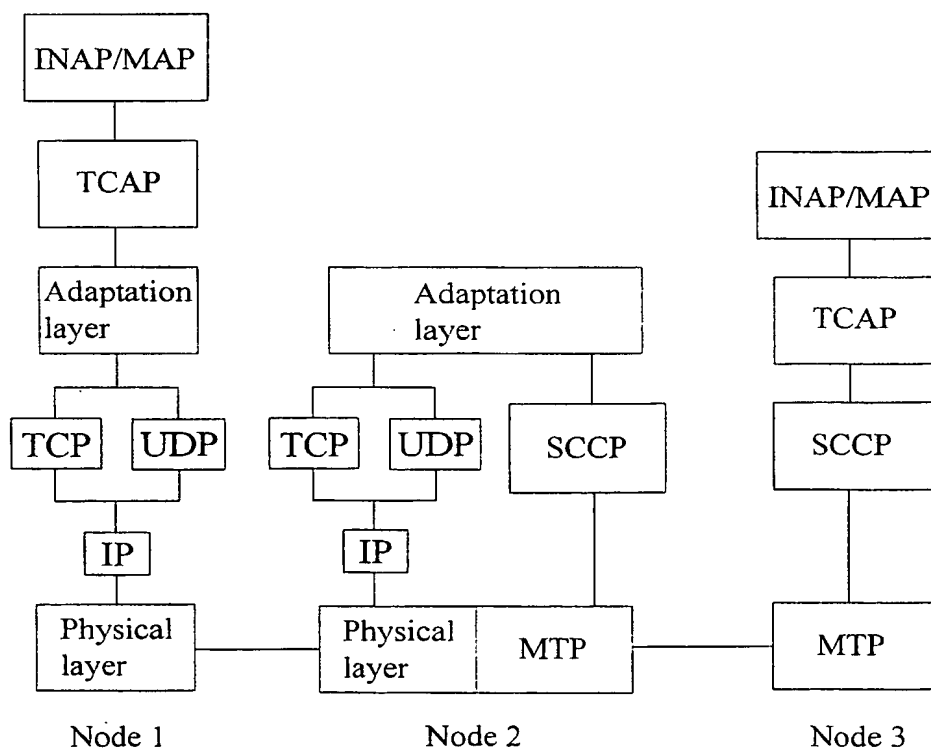 INAP/MAP
TCAP
Adaptation
layer
TCP
UDP
IP
Physical
layer
Node 1
Adaptation
layer
TCP
UDP
SCCP
IP
Physical
layer
MTP
Node 2
INAP/MAP
TCAP
SCCP
MTP
Node 3